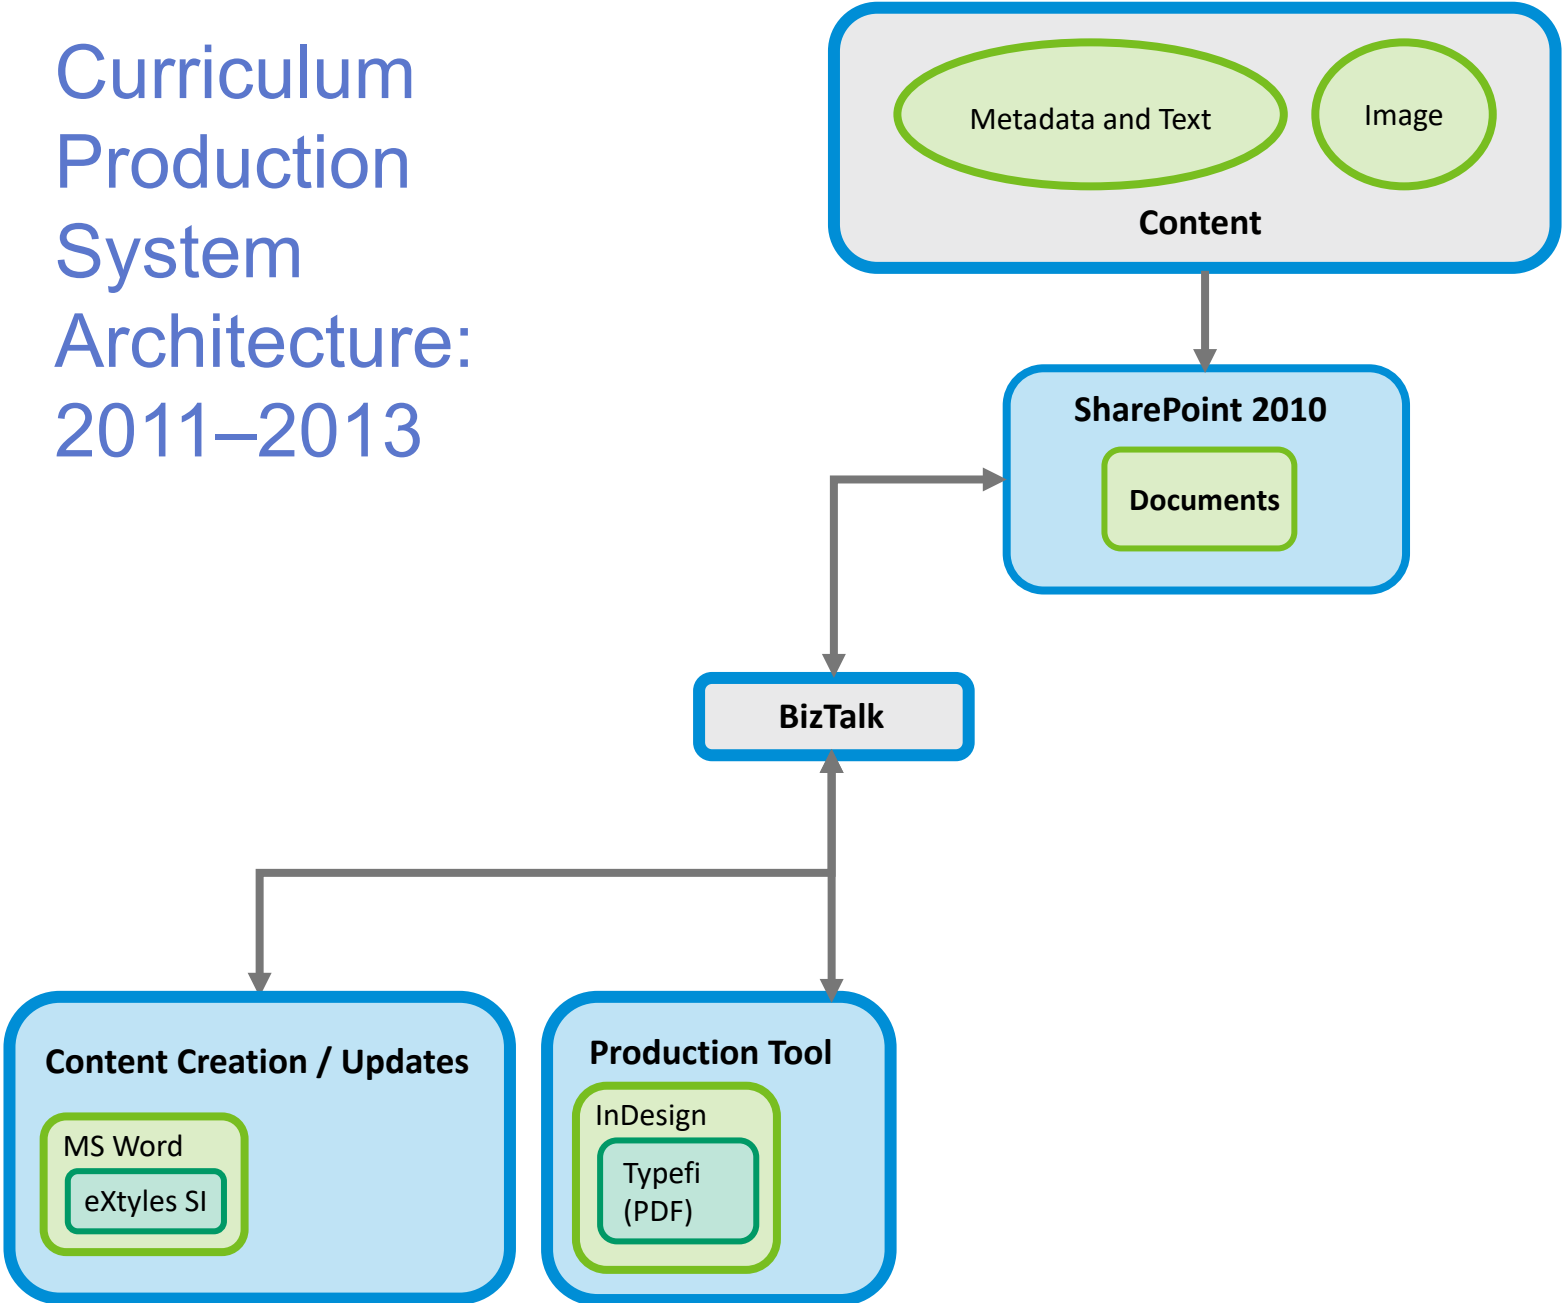 Curriculum
Production
System
Architecture:
2011–2013
Metadata and Text
Image
Content
SharePoint 2010
Documents
BizTalk
Content Creation / Updates
MS Word
eXtyles SI
Production Tool
InDesign
Typefi
(PDF)